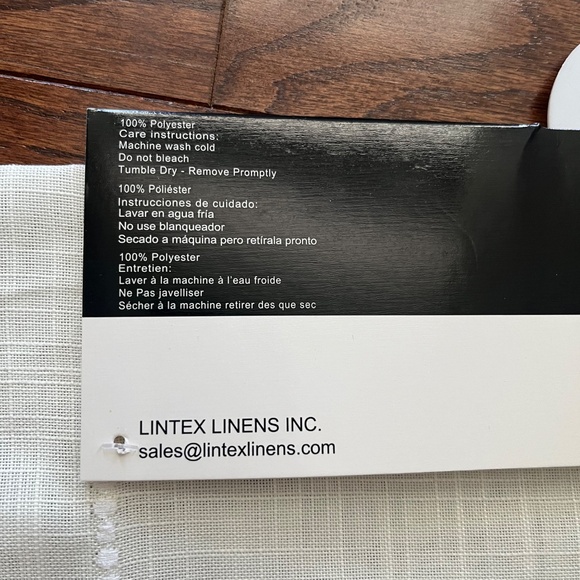 100% Polyester
Care instructions:
Machine wash cold
Do not bleach
Tumble Dry - Remove Promptly
100% Poliéster
Instrucciones de cuidado:
Lavar en agua fría
No use blanqueador
Secado a máquina pero retírala pronto
100% Polyester
Entretien:
Laver à la machine à l'eau froide
Ne Pas javelliser
Sécher à la machine retirer des que sec
LINTEX LINENS INC.
sales@lintexlinens.com